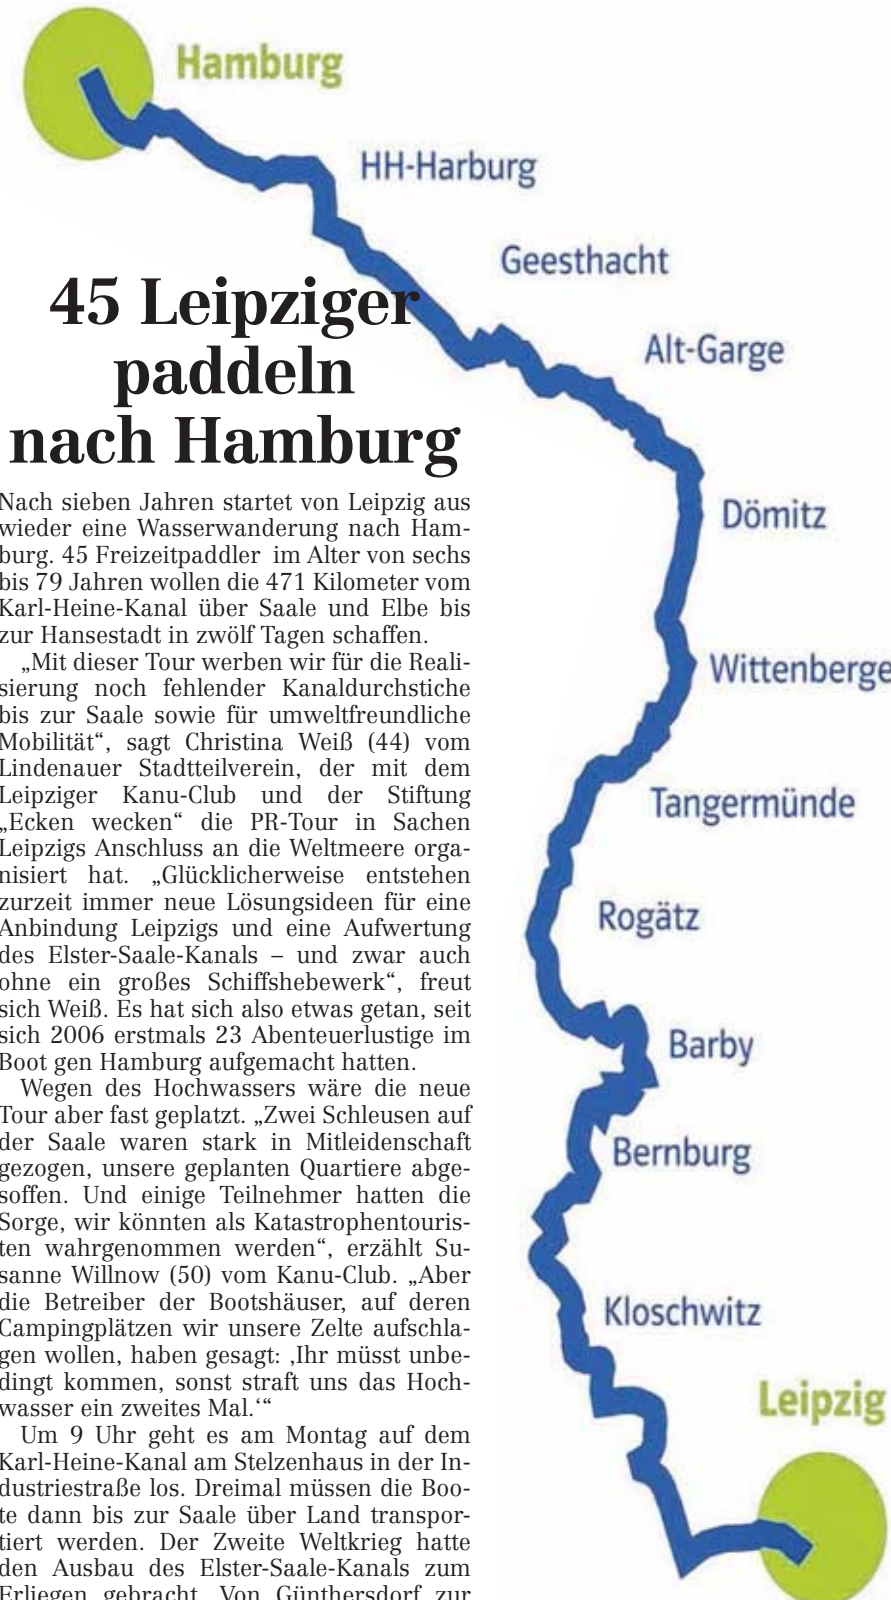 Hamburg
HH-Harburg
Geesthacht
Alt-Garge
Dömitz
Wittenberge
Tangermünde
Rogätz
Barby
Bernburg
Kloschwitz
Leipzig
45 Leipziger
paddeln
nach Hamburg
Nach sieben Jahren startet von Leipzig aus
wieder eine Wasserwanderung nach Ham-
burg. 45 Freizeitpaddler im Alter von sechs
bis 79 Jahren wollen die 471 Kilometer vom
Karl-Heine-Kanal über Saale und Elbe bis
zur Hansestadt in zwölf Tagen schaffen.
„Mit dieser Tour werben wir für die Reali-
sierung noch fehlender Kanaldurchstiche
bis zur Saale sowie für umweltfreundliche
Mobilität“, sagt Christina Weiß (44) vom
Lindenauer Stadtteilverein, der mit dem
Leipziger Kanu-Club und der Stiftung
„Ecken wecken“ die PR-Tour in Sachen
Leipzigs Anschluss an die Weltmeere orga-
nisiert hat. „Glücklicherweise entstehen
zurzeit immer neue Lösungsideen für eine
Anbindung Leipzigs und eine Aufwertung
des Elster-Saale-Kanals – und zwar auch
ohne ein großes Schiffshebewerk“, freut
sich Weiß. Es hat sich also etwas getan, seit
sich 2006 erstmals 23 Abenteuerlustige im
Boot gen Hamburg aufgemacht hatten.
Wegen des Hochwassers wäre die neue
Tour aber fast geplatzt. „Zwei Schleusen auf
der Saale waren stark in Mitleidenschaft
gezogen, unsere geplanten Quartiere abge-
soffen. Und einige Teilnehmer hatten die
Sorge, wir könnten als Katastrophentouris-
ten wahrgenommen werden“, erzählt Su-
sanne Willnow (50) vom Kanu-Club. „Aber
die Betreiber der Bootshäuser, auf deren
Campingplätzen wir unsere Zelte aufschla-
gen wollen, haben gesagt: ‚Ihr müsst unbe-
dingt kommen, sonst straft uns das Hoch-
wasser ein zweites Mal.‘“
Um 9 Uhr geht es am Montag auf dem
Karl-Heine-Kanal am Stelzenhaus in der In-
dustriestraße los. Dreimal müssen die Boo-
te dann bis zur Saale über Land transpor-
tiert werden. Der Zweite Weltkrieg hatte
den Ausbau des Elster-Saale-Kanals zum
Erliegen gebracht. Von Günthersdorf zur